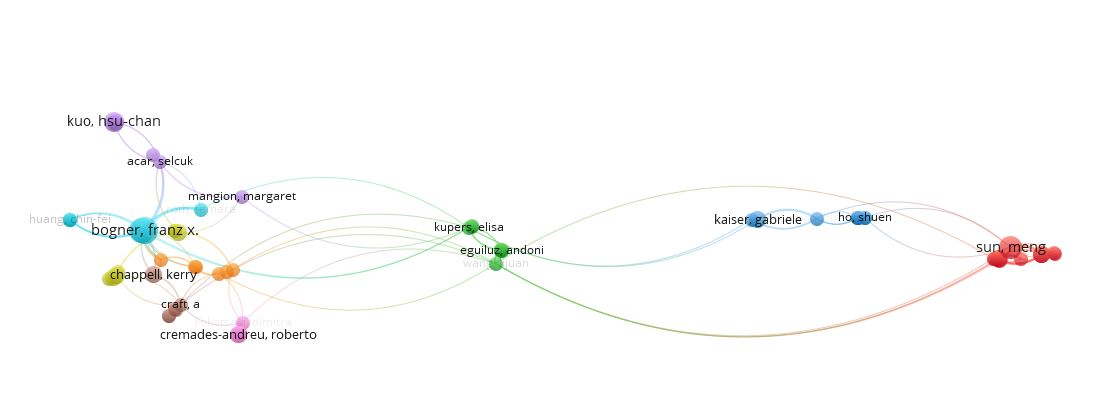 kuo, hsu-chan
acar, selcuk
mangion, margaret
huang, chin-fei
bogner, franz x.
kupers, elisa
kaiser, gabriele
ho, shuen
eguiluz, andoni
sun, meng
chappell, kerry
craft, a
cremades-andreu, roberto